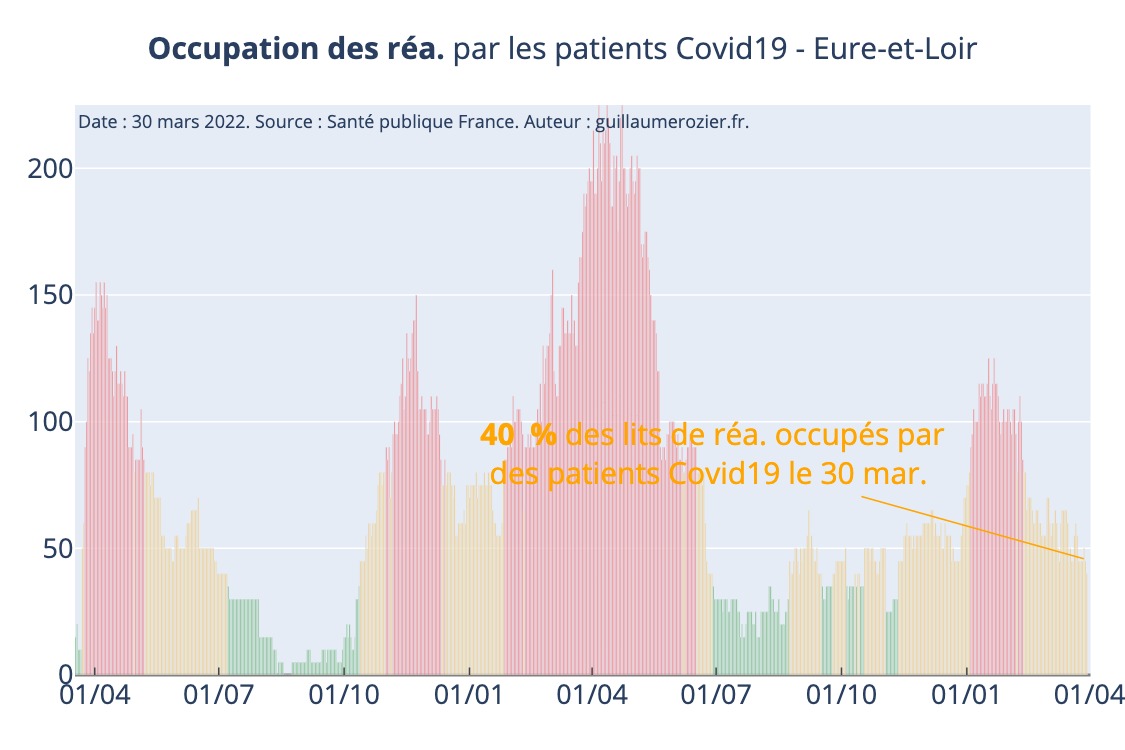 Occupation des réa. par les patients Covid19 - Eure-et-Loir
Date : 30 mars 2022. Source : Santé publique France. Auteur : guillaumerozier.fr.
200
150
100
40 % des lits de réa. occupés par
des patients Covid19 le 30 mar.
50
0
01/04 01/07 01/10 01/01 01/04 01/07 01/10 01/01 01/04